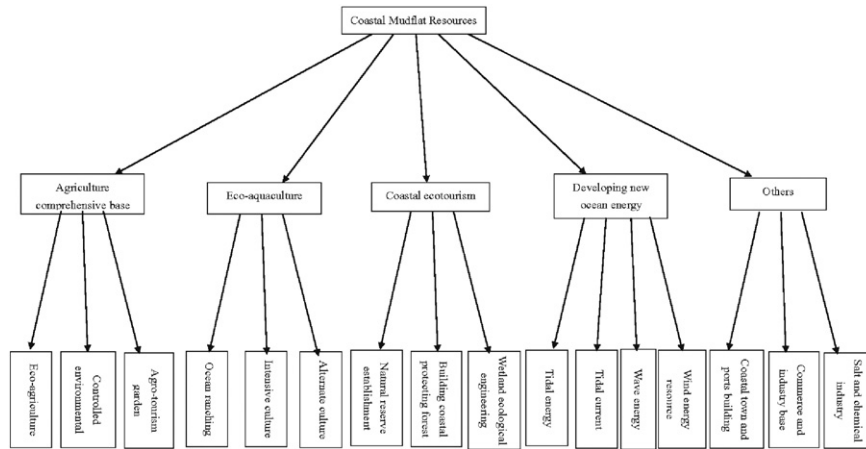 Coastal Mudflat Resources
Agriculture
comprehensive base
Eco-aquaculture
Coastal ecotourism
Developing new
ocean energy
Others
Eco-agriculture
Controlled
environmental
Agro-tourism
garden
Ocean ranching
Intensive culture
Alternate culture
Natural reserve
establishment
Building coastal
protecting forest
Wetland ecological
engineering
Tidal energy
Tidal current
Wave energy
Wind energy
resource
Coastal town and
ports building
Commerce and
industry base
Salt and chemical
industry